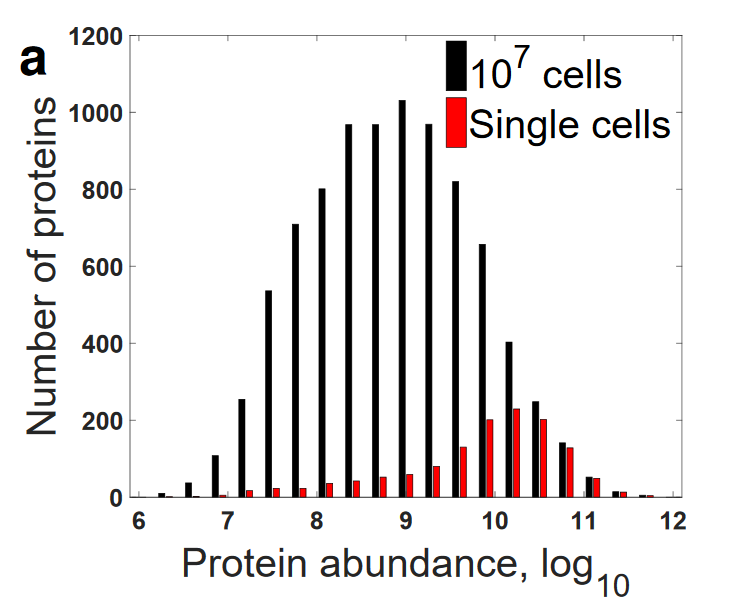 a
1200
1000
800
600
400
200
0
Number of proteins
10^7 cells
Single cells
6 7 8 9 10 11 12
Protein abundance, log_10